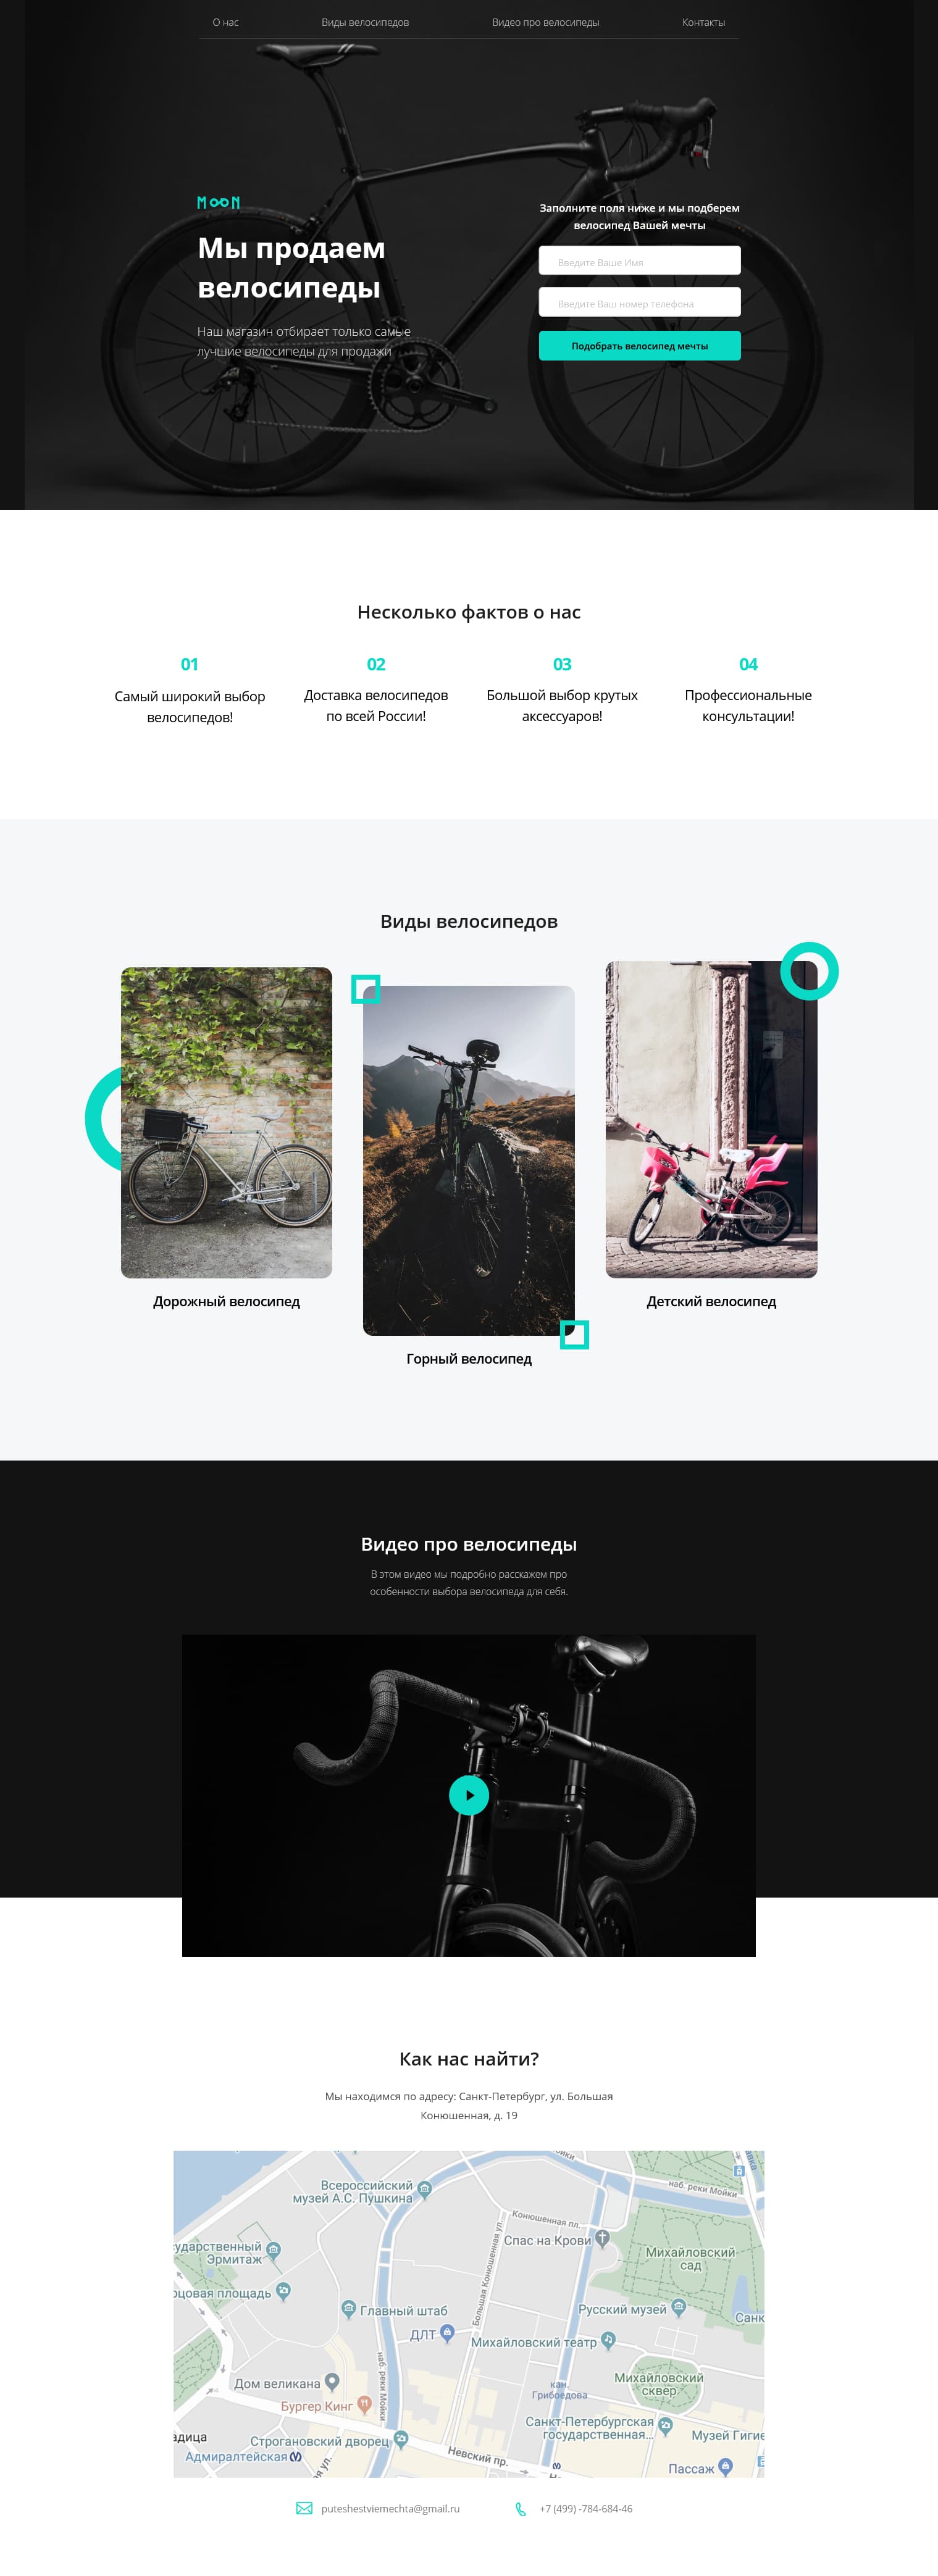 О нас
Виды велосипедов
Видео про велосипеды
Контакты
MOON
Мы продаем
велосипеды
Наш магазин отбирает только самые
лучшие велосипеды для продажи
Заполните поля ниже и мы подберем
велосипед Вашей мечты
Введите Ваше Имя
Введите Ваш номер телефона
Подобрать велосипед мечты
Несколько фактов о нас
01
Самый широкий выбор
велосипедов!
02
Доставка велосипедов
по всей России!
03
Большой выбор крутых
аксессуаров!
04
Профессиональные
консультации!
Виды велосипедов
Дорожный велосипед
Горный велосипед
Детский велосипед
Видео про велосипеды
В этом видео мы подробно расскажем про
особенности выбора велосипеда для себя.
Как нас найти?
Мы находимся по адресу: Санкт-Петербург, ул. Большая
Конюшенная, д. 19
Всероссийский
музей А.С. Пушкина
наб. реки Мойки
Конюшенная пл.
Спас на Крови
сударственный
Эрмитаж
Михайловский
сад
рцовая площадь
Большая Конюшенная ул.
Главный штаб
Русский музей
Санк
ДЛТ
Михайловский театр
наб. реки Мойки
Дом великана
кан.
Грибоедова
Михайловский
сквер
Бургер Кинг
Санкт-Петербургская
государственная...
Музей Гигие
адица
Строгановский дворец
Адмиралтейская
Невский пр.
Пассаж
ая ул.
puteshestviemechta@gmail.ru
+7 (499) -784-684-46